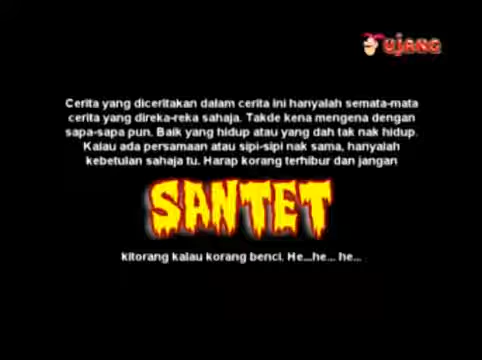 ujang
Cerita yang diceritakan dalam cerita ini hanyalah semata-mata
cerita yang direka-reka sahaja. Takde kena mengena dengan
sapa-sapa pun. Baik yang hidup atau yang dah tak nak hidup.
Kalau ada persamaan atau sipi-sipi nak sama, hanyalah
kebetulan sahaja tu. Harap korang terhibur dan jangan
SANTET
kitorang kalau korang benci. He...he... he...